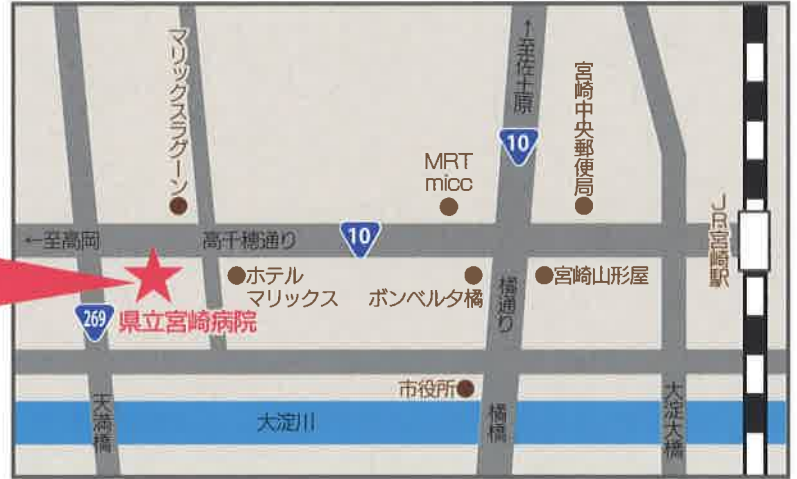 マリックスラグーン
↑至佐土原
宮崎中央郵便局
10
MRT
micc
JR宮崎駅
←至高岡
高千穂通り
10
ホテル
マリックス
ボンベルタ橘
宮崎山形屋
橘通り
269
県立宮崎病院
市役所
天満橋
大淀川
橘橋
大淀大橋